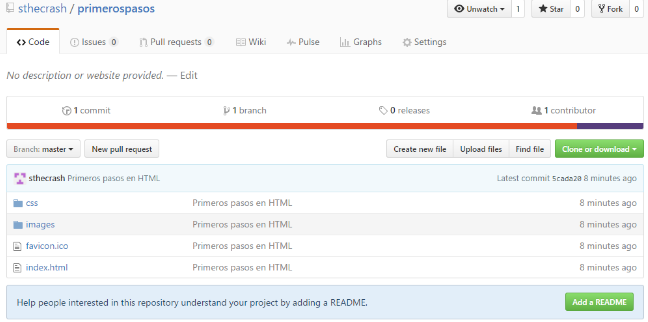 sthecrash / primerospasos Unwatch 1 Star 0 Fork 0
Code Issues 0 Pull requests 0 Wiki Pulse Graphs Settings
No description or website provided. — Edit
1 commit 1 branch 0 releases 1 contributor
Branch: master New pull request Create new file Upload files Find file Clone or download
sthecrash Primeros pasos en HTML Latest commit 5cada20 8 minutes ago
css Primeros pasos en HTML 8 minutes ago
images Primeros pasos en HTML 8 minutes ago
favicon.ico Primeros pasos en HTML 8 minutes ago
index.html Primeros pasos en HTML 8 minutes ago
Help people interested in this repository understand your project by adding a README. Add a README